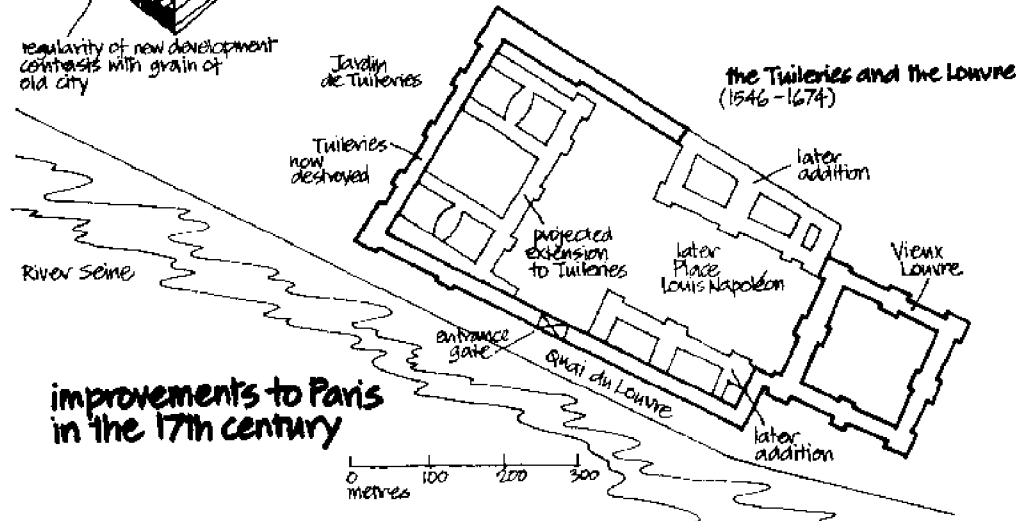 regularity of new development
contrasts with grain of
old city
Jardin
de Tuileries
the Tuileries and the Louvre
(1546-1674)
Tuileries
now
destroyed
later
addition
projected
extension
to Tuileries
later
Place
Louis Napoléon
Vieux
Louvre
River Seine
entrance
gate
Quai du Louvre
improvements to Paris
in the 17th century
later
addition
0 100 200 300
metres